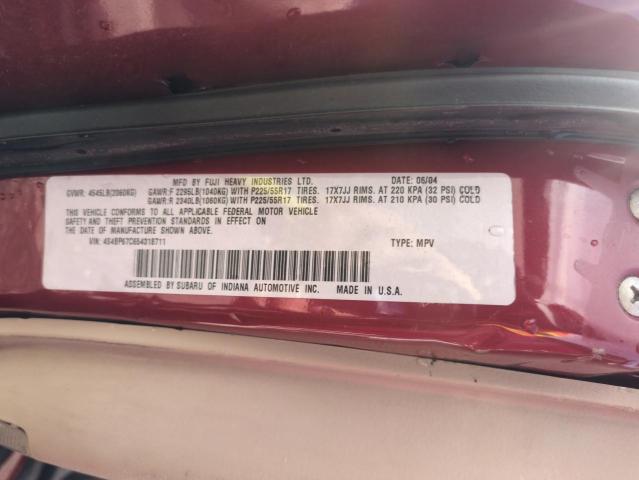 MFD. BY FUJI HEAVY INDUSTRIES LTD. DATE: 06/04
GVWR: 4545LB(2060KG) GAWR:F 2295LB(1040KG) WITH P225/55R17 TIRES. 17X7JJ RIMS. AT 220 KPA (32 PSI) COLD
GAWR:R 2340LB(1060KG) WITH P225/55R17 TIRES. 17X7JJ RIMS. AT 210 KPA (30 PSI) COLD
THIS VEHICLE CONFORMS TO ALL APPLICABLE FEDERAL MOTOR VEHICLE
SAFETY AND THEFT PREVENTION STANDARDS IN EFFECT ON
THE DATE OF MANUFACTURE SHOWN ABOVE.
VIN: 4S4BP67C654318711 TYPE: MPV
ASSEMBLED BY SUBARU OF INDIANA AUTOMOTIVE INC. MADE IN U.S.A.